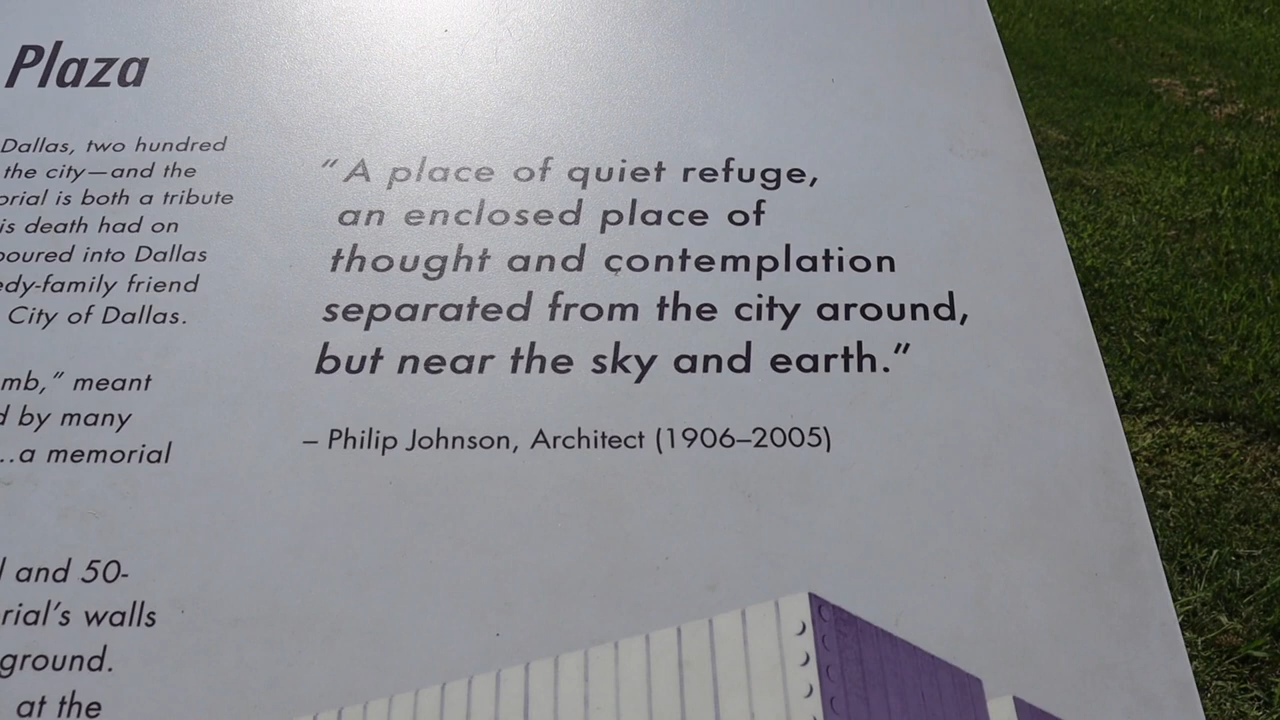 Plaza
Dallas, two hundred
the city—and the
orial is both a tribute
is death had on
poured into Dallas
edy-family friend
City of Dallas.
mb,” meant
d by many
...a memorial
l and 50-
rial’s walls
ground.
at the
“A place of quiet refuge,
an enclosed place of
thought and contemplation
separated from the city around,
but near the sky and earth.”
– Philip Johnson, Architect (1906–2005)